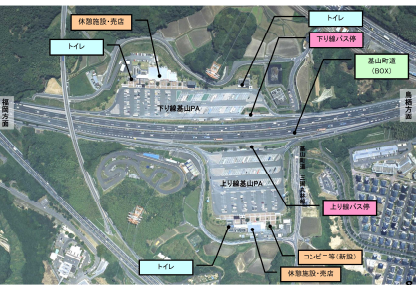 休憩施設・売店
トイレ
トイレ
下り線バス停
基山町道
(BOX)
下り線基山PA
福岡方面
鳥栖方面
上り線基山PA
上り線バス停
コンビニ等(新設)
トイレ
休憩施設・売店